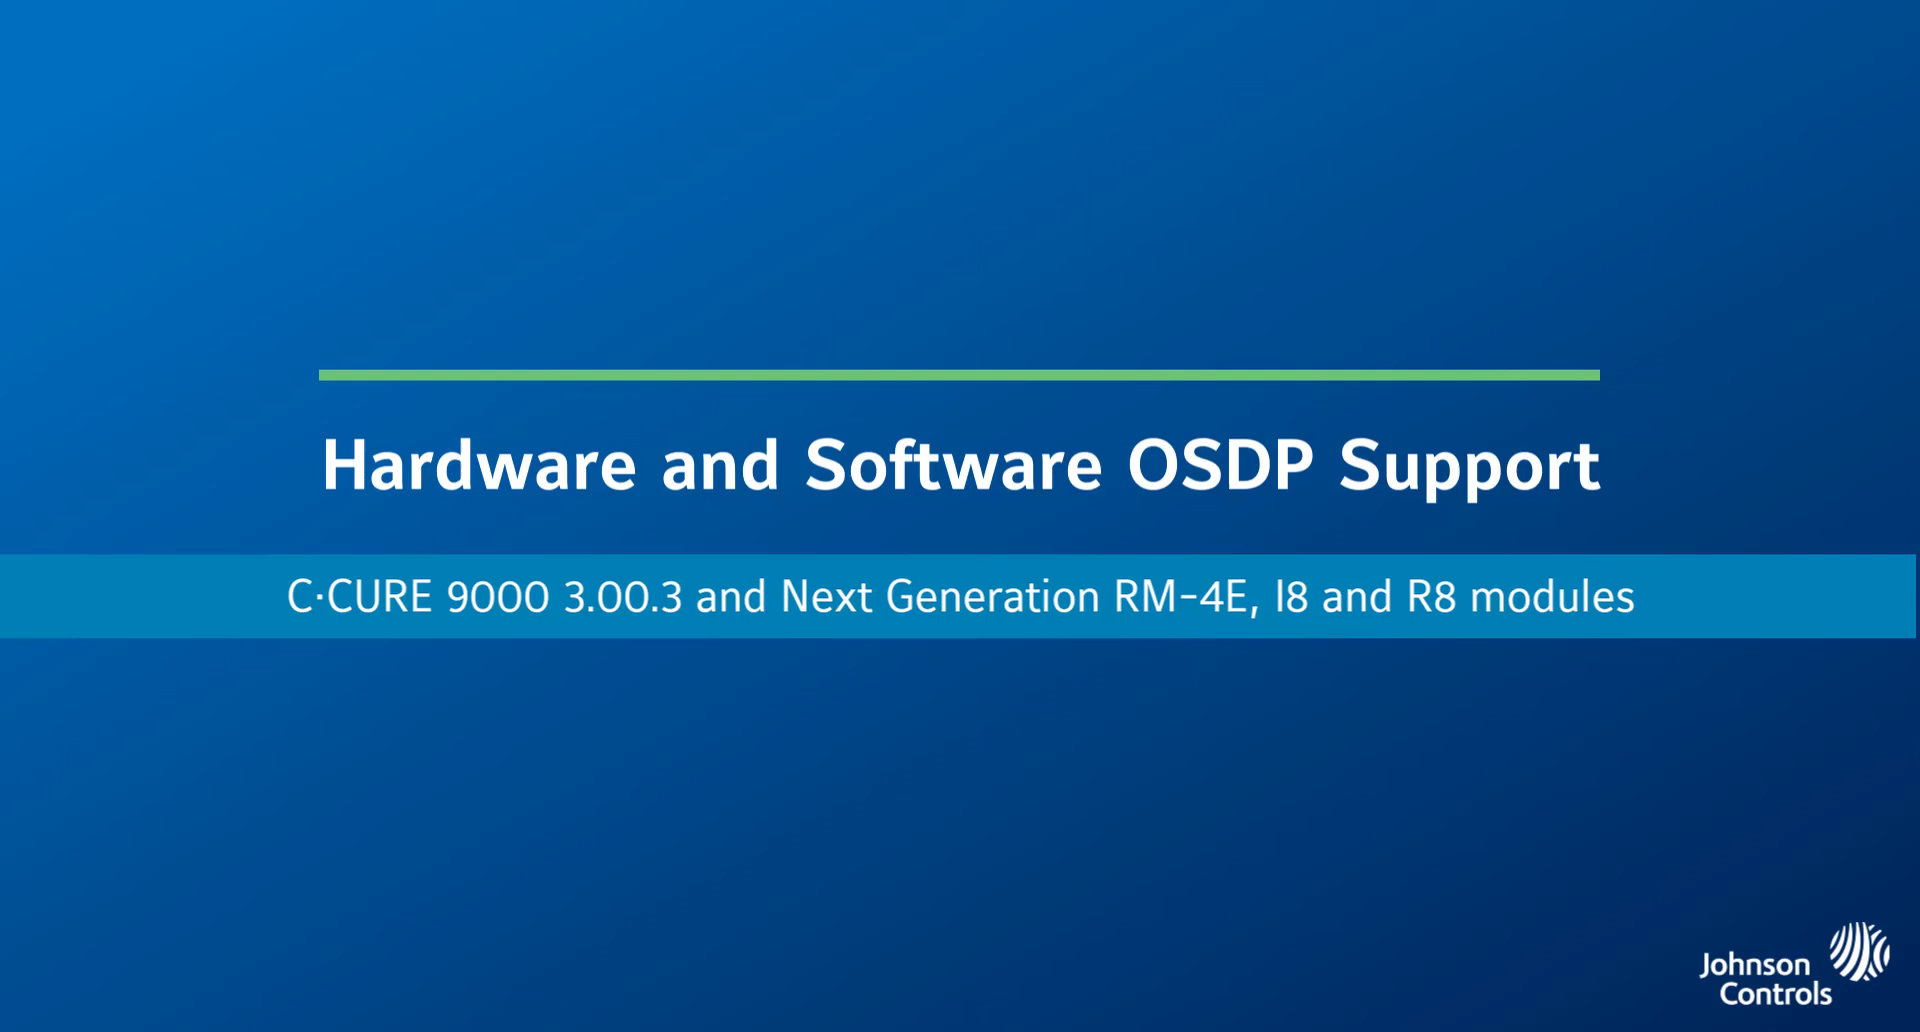 Hardware and Software OSDP Support
C·CURE 9000 3.00.3 and Next Generation RM-4E, I8 and R8 modules
Johnson
Controls